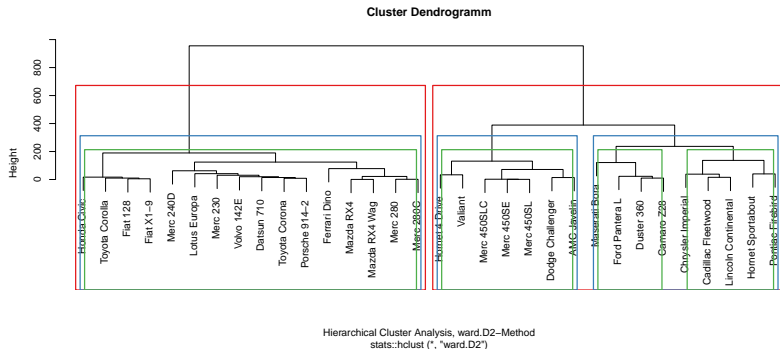 Cluster Dendrogramm
Height
0
200
400
600
800
Honda Civic
Toyota Corolla
Fiat 128
Fiat X1−9
Merc 240D
Lotus Europa
Merc 230
Volvo 142E
Datsun 710
Toyota Corona
Porsche 914−2
Ferrari Dino
Mazda RX4
Mazda RX4 Wag
Merc 280
Merc 280C
Hornet 4 Drive
Valiant
Merc 450SLC
Merc 450SE
Merc 450SL
Dodge Challenger
AMC Javelin
Maserati Bora
Ford Pantera L
Duster 360
Camaro Z28
Chrysler Imperial
Cadillac Fleetwood
Lincoln Continental
Hornet Sportabout
Pontiac Firebird
Hierarchical Cluster Analysis, ward.D2−Method
stats::hclust (*, "ward.D2")